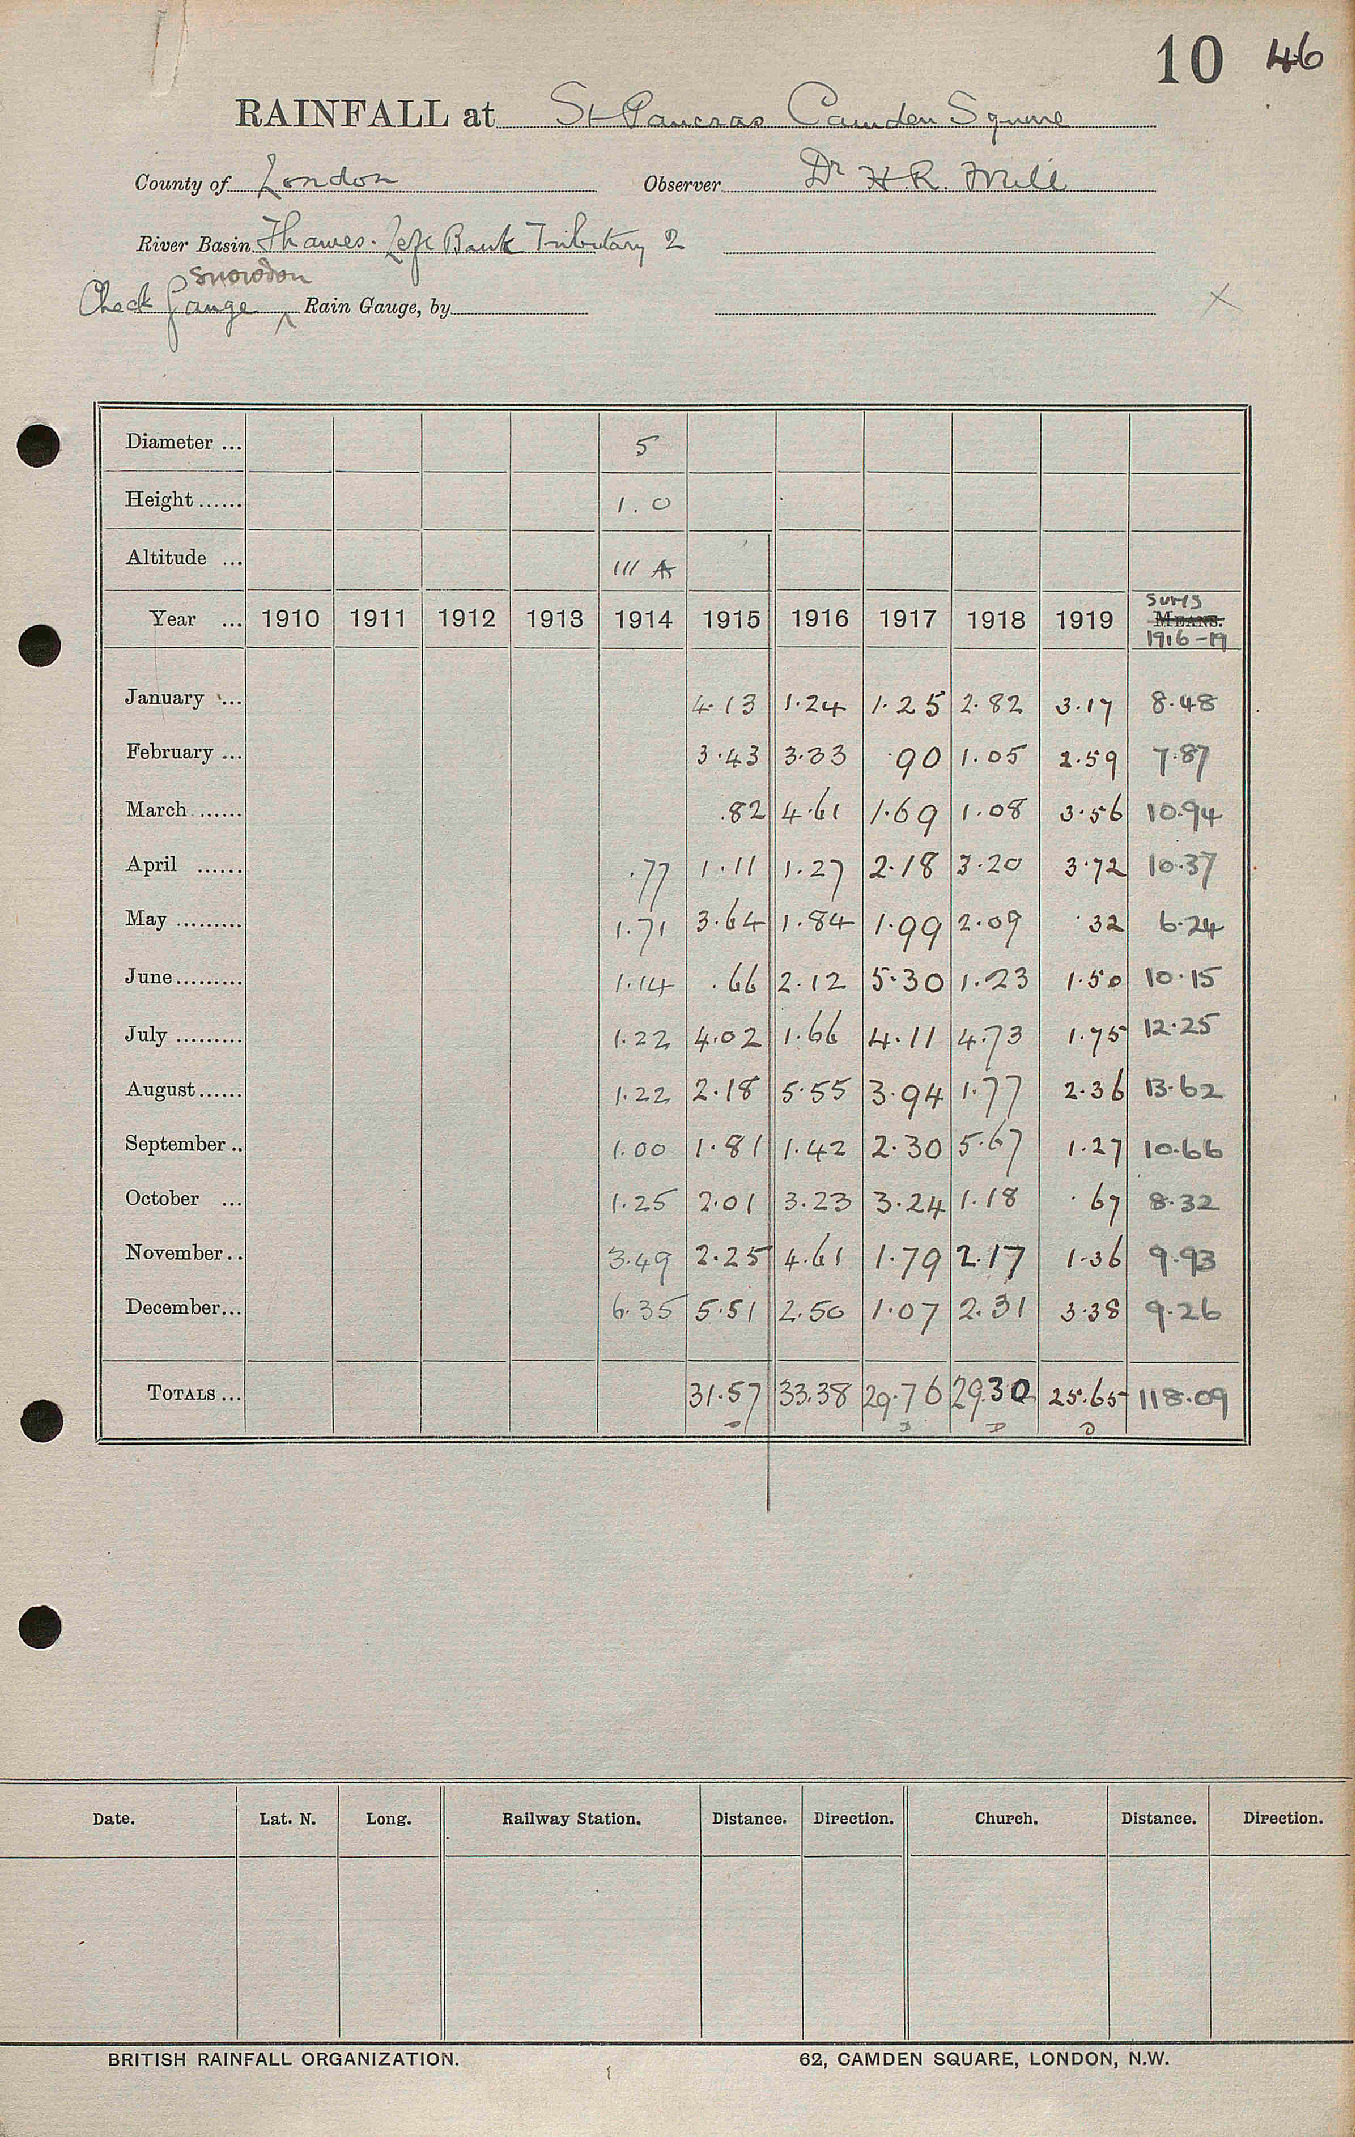 10 46
RAINFALL at St Pancras Camden Square
County of London Observer Dr H.R. Mill
River Basin Thames. Left Bank Tributary 2
Snowdon
Check Gauge ^ Rain Gauge, by X
Diameter ... 5
Height ...... 1.0
Altitude ... 111
Year ... 1910 1911 1912 1913 1914 1915 1916 1917 1918 1919 SUMS MEANS. 1916-19
January ... 4.13 1.24 1.25 2.82 3.17 8.48
February ... 3.43 3.33 .90 1.05 2.59 7.87
March ...... .82 4.61 1.69 1.08 3.56 10.94
April ...... .77 1.11 1.27 2.18 3.20 3.72 10.37
May ......... 1.71 3.64 1.84 1.99 2.09 .32 6.24
June ......... 1.14 .66 2.12 5.30 1.23 1.50 10.15
July ......... 1.22 4.02 1.66 4.11 4.73 1.75 12.25
August ...... 1.22 2.18 5.55 3.94 1.77 2.36 13.62
September .. 1.00 1.81 1.42 2.30 5.67 1.27 10.66
October ... 1.25 2.01 3.23 3.24 1.18 .67 8.32
November .. 3.49 2.25 4.61 1.79 2.17 1.36 9.93
December ... 6.35 5.51 2.50 1.07 2.31 3.38 9.26
TOTALS ... 31.57 33.38 29.76 29.30 25.65 118.09
Date. Lat. N. Long. Railway Station. Distance. Direction. Church. Distance. Direction.
BRITISH RAINFALL ORGANIZATION. 62, CAMDEN SQUARE, LONDON, N.W.